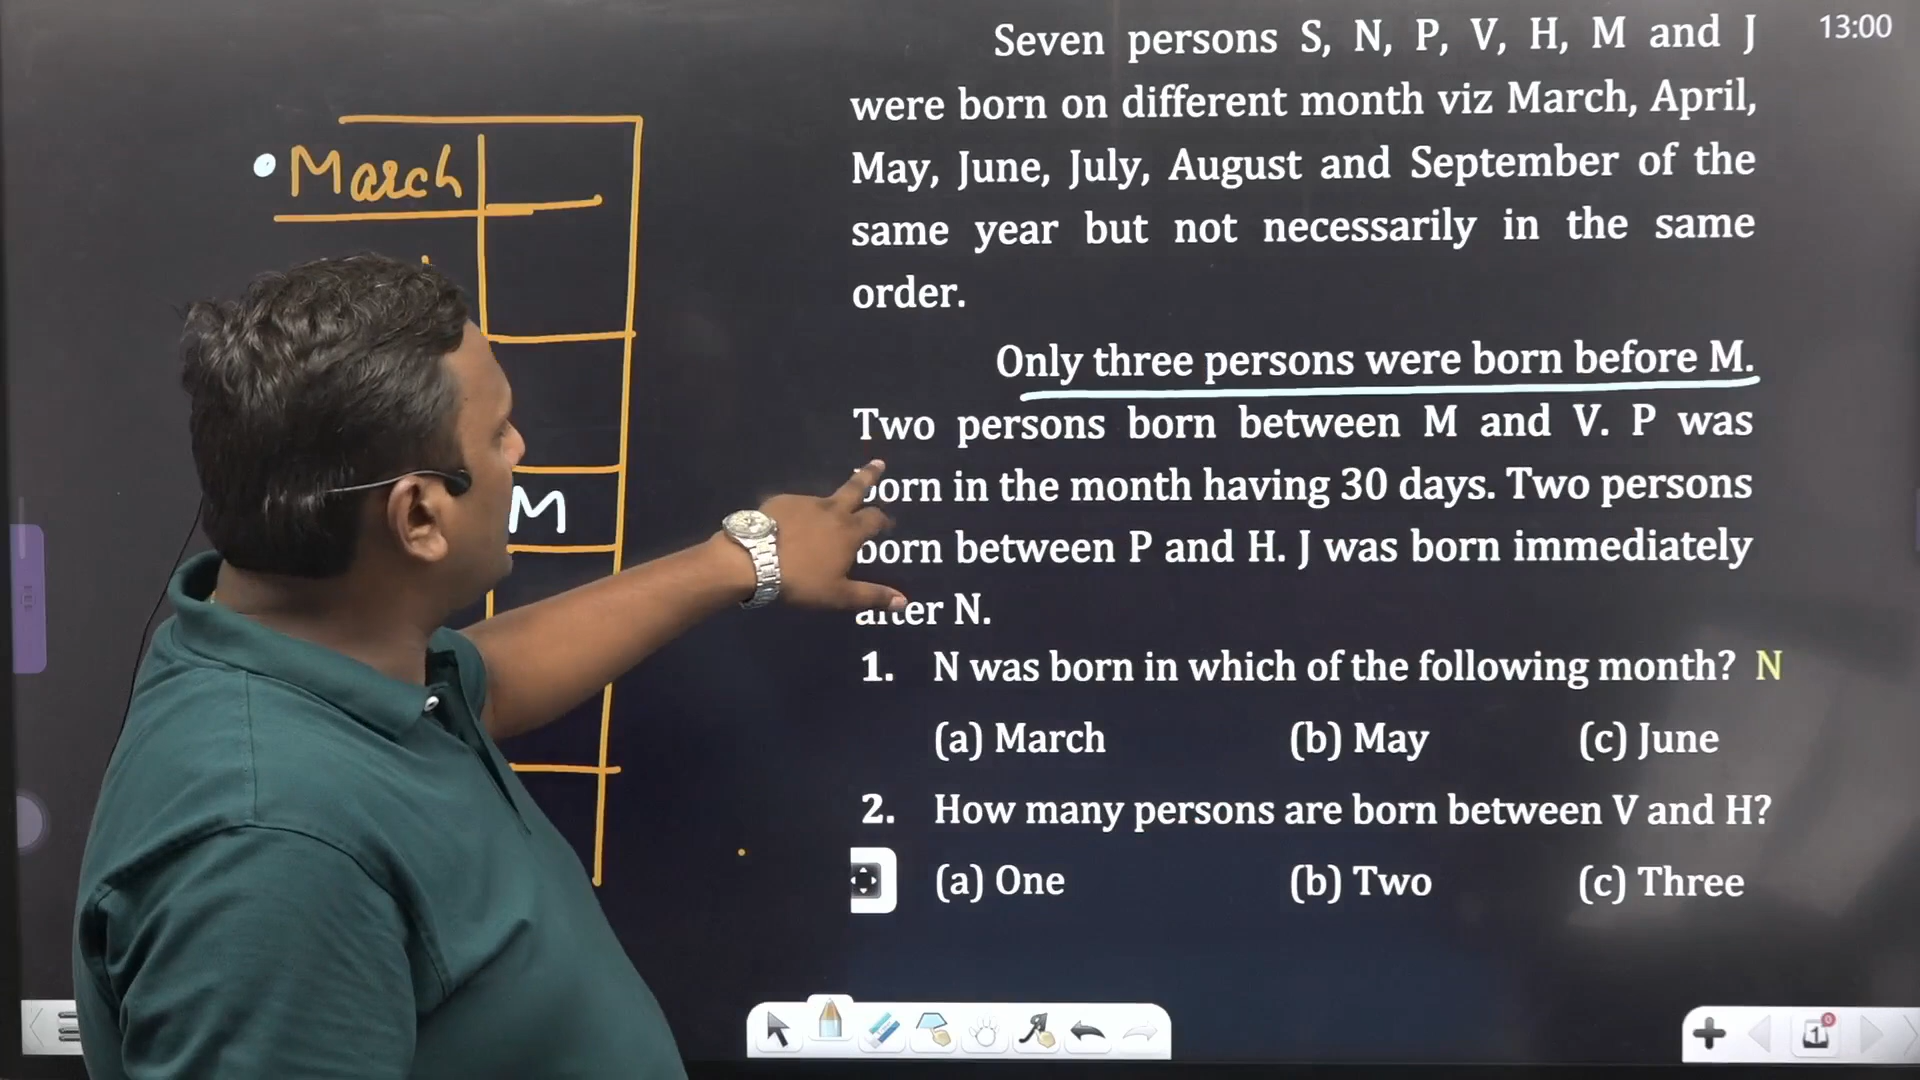 13:00
Seven persons S, N, P, V, H, M and J
were born on different month viz March, April,
May, June, July, August and September of the
same year but not necessarily in the same
order.
Only three persons were born before M.
Two persons born between M and V. P was
born in the month having 30 days. Two persons
born between P and H. J was born immediately
after N.
1. N was born in which of the following month? N
(a) March (b) May (c) June
2. How many persons are born between V and H?
(a) One (b) Two (c) Three
March
M
1
0